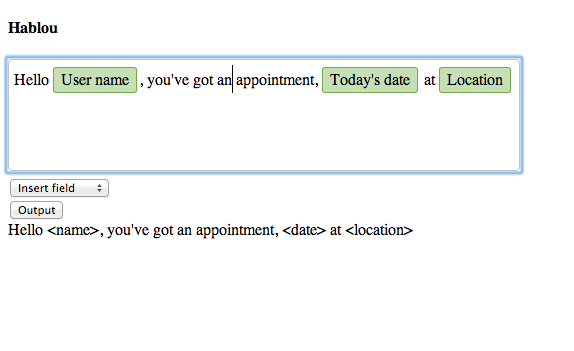 Hablou
Hello User name , you've got an appointment, Today's date at Location
Insert field
Output
Hello <name>, you've got an appointment, <date> at <location>